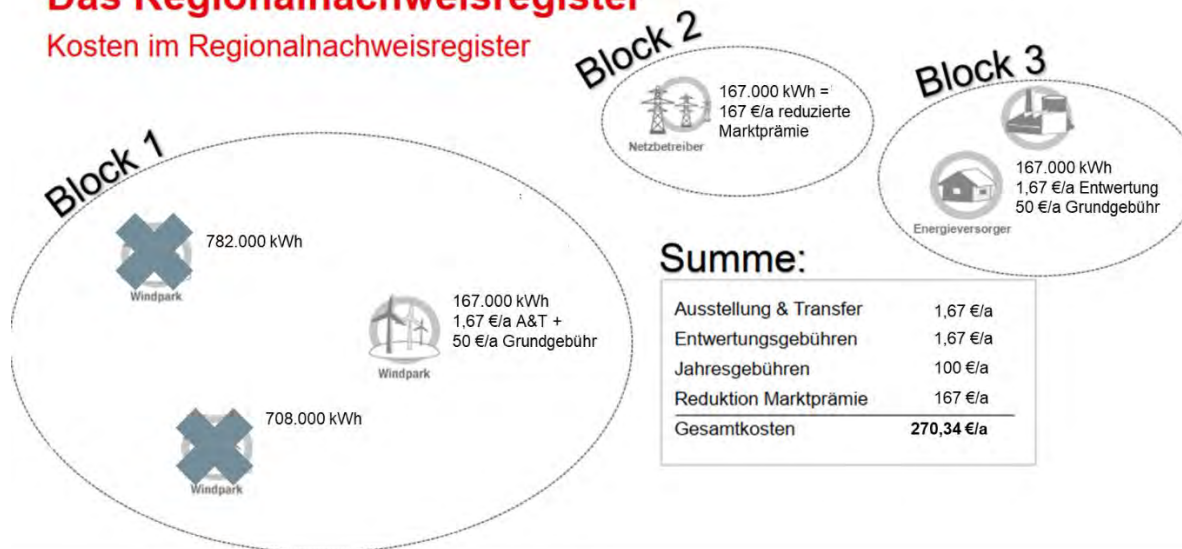 Das Regionalnachweisregister
Kosten im Regionalnachweisregister
Block 1
782.000 kWh
Windpark
167.000 kWh
1,67 €/a A&T +
50 €/a Grundgebühr
Windpark
708.000 kWh
Windpark
Block 2
167.000 kWh =
167 €/a reduzierte
Marktprämie
Netzbetreiber
Block 3
167.000 kWh
1,67 €/a Entwertung
50 €/a Grundgebühr
Energieversorger
Summe:
Ausstellung & Transfer 1,67 €/a
Entwertungsgebühren 1,67 €/a
Jahresgebühren 100 €/a
Reduktion Marktprämie 167 €/a
Gesamtkosten 270,34 €/a